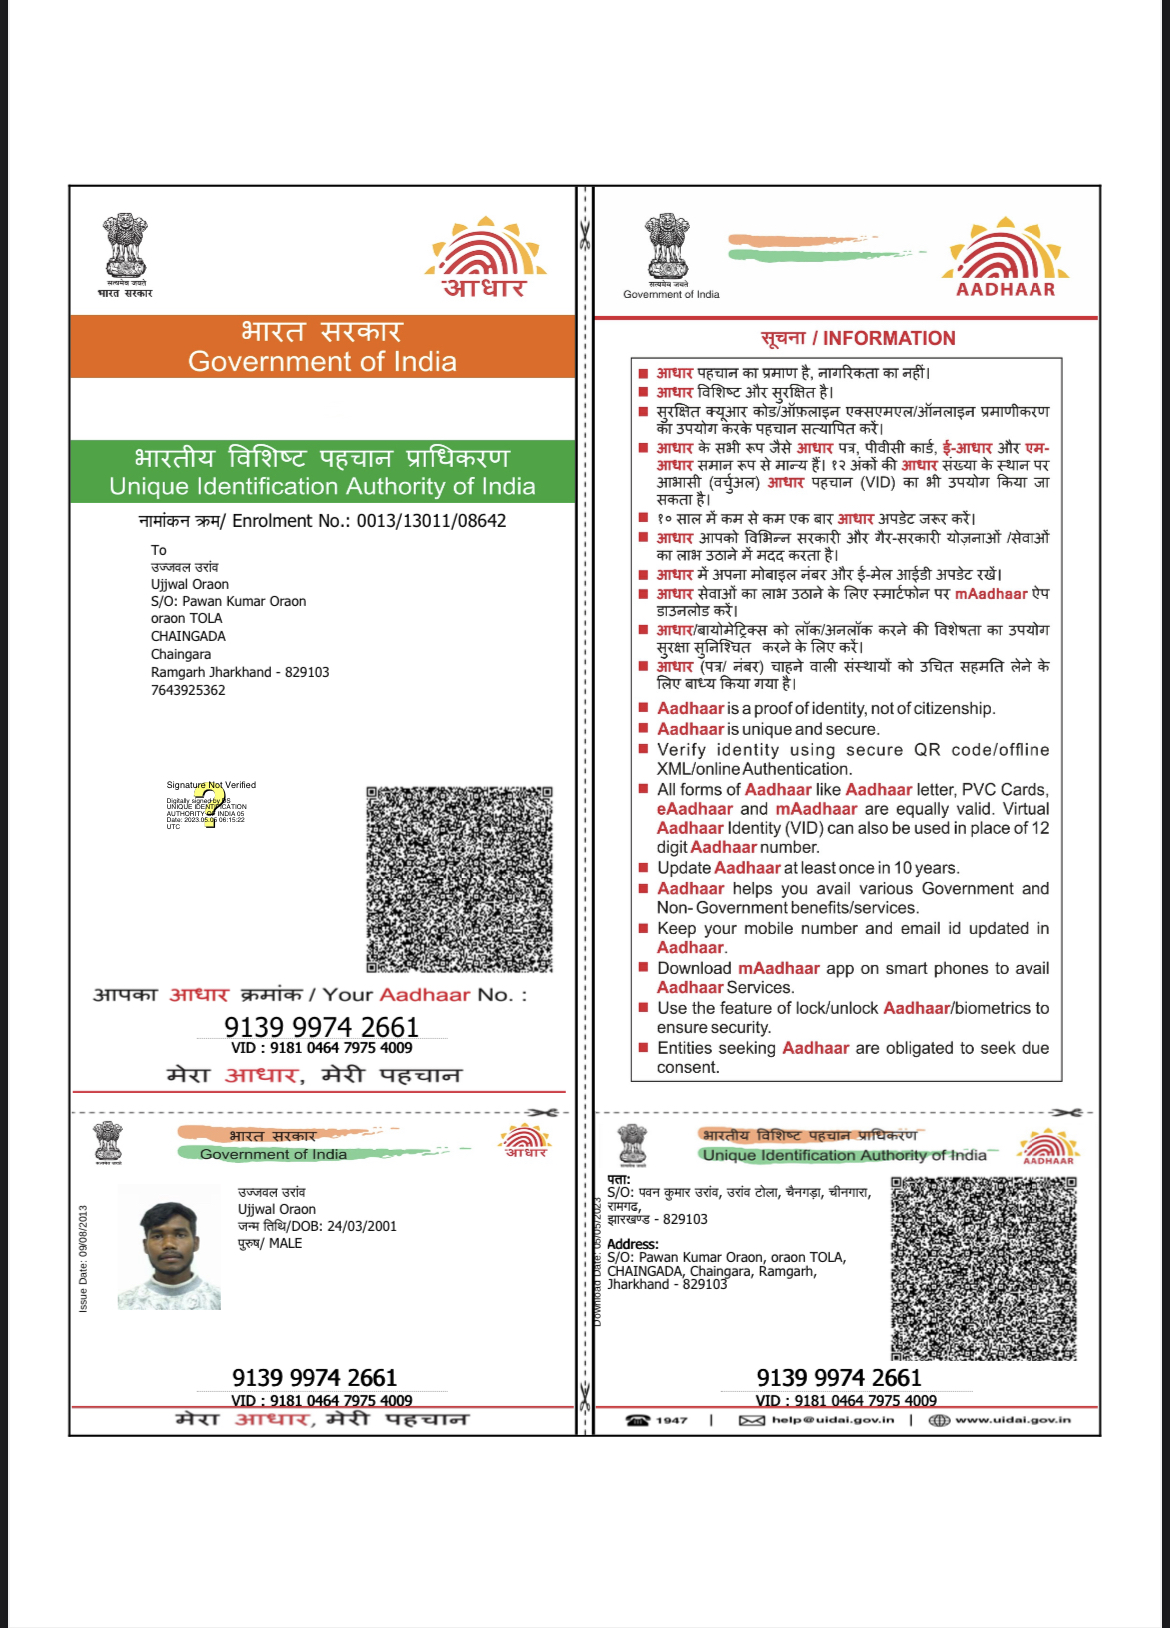 सत्यमेव जयते
भारत सरकार
आधार
भारत सरकार
Government of India
भारतीय विशिष्ट पहचान प्राधिकरण
Unique Identification Authority of India
नामांकन क्रम/ Enrolment No.: 0013/13011/08642
To
उज्जवल उरांव
Ujjwal Oraon
S/O: Pawan Kumar Oraon
oraon TOLA
CHAINGADA
Chaingara
Ramgarh Jharkhand - 829103
7643925362
Signature Not Verified
Digitally signed by DS
UNIQUE IDENTIFICATION
AUTHORITY OF INDIA 05
Date: 2023.05.05 06:15:22
UTC
आपका आधार क्रमांक / Your Aadhaar No. :
9139 9974 2661
VID : 9181 0464 7975 4009
मेरा आधार, मेरी पहचान
सत्यमेव जयते
Government of India
AADHAAR
सूचना / INFORMATION
आधार पहचान का प्रमाण है, नागरिकता का नहीं।
आधार विशिष्ट और सुरक्षित है।
सुरक्षित क्यूआर कोड/ऑफ़लाइन एक्सएमएल/ऑनलाइन प्रमाणीकरण
का उपयोग करके पहचान सत्यापित करें।
आधार के सभी रूप जैसे आधार पत्र, पीवीसी कार्ड, ई-आधार और एम-
आधार समान रूप से मान्य हैं। १२ अंकों की आधार संख्या के स्थान पर
आभासी (वर्चुअल) आधार पहचान (VID) का भी उपयोग किया जा
सकता है।
१० साल में कम से कम एक बार आधार अपडेट जरूर करें।
आधार आपको विभिन्न सरकारी और गैर-सरकारी योजनाओं /सेवाओं
का लाभ उठाने में मदद करता है।
आधार में अपना मोबाइल नंबर और ई-मेल आईडी अपडेट रखें।
आधार सेवाओं का लाभ उठाने के लिए स्मार्टफोन पर mAadhaar ऐप
डाउनलोड करें।
आधार/बायोमेट्रिक्स को लॉक/अनलॉक करने की विशेषता का उपयोग
सुरक्षा सुनिश्चित करने के लिए करें।
आधार (पत्र/ नंबर) चाहने वाली संस्थायों को उचित सहमति लेने के
लिए बाध्य किया गया है।
Aadhaar is a proof of identity, not of citizenship.
Aadhaar is unique and secure.
Verify identity using secure QR code/offline
XML/online Authentication.
All forms of Aadhaar like Aadhaar letter, PVC Cards,
eAadhaar and mAadhaar are equally valid. Virtual
Aadhaar Identity (VID) can also be used in place of 12
digit Aadhaar number.
Update Aadhaar at least once in 10 years.
Aadhaar helps you avail various Government and
Non- Government benefits/services.
Keep your mobile number and email id updated in
Aadhaar.
Download mAadhaar app on smart phones to avail
Aadhaar Services.
Use the feature of lock/unlock Aadhaar/biometrics to
ensure security.
Entities seeking Aadhaar are obligated to seek due
consent.
भारत सरकार
Government of India
आधार
Issue Date: 09/08/2013
उज्जवल उरांव
Ujjwal Oraon
जन्म तिथि/DOB: 24/03/2001
पुरुष/ MALE
9139 9974 2661
VID : 9181 0464 7975 4009
मेरा आधार, मेरी पहचान
भारतीय विशिष्ट पहचान प्राधिकरण
Unique Identification Authority of India
AADHAAR
Download Date: 05/05/2023
पता:
S/O: पवन कुमार उरांव, उरांव टोला, चैनगड़ा, चीनगारा,
रामगढ,
झारखण्ड - 829103
Address:
S/O: Pawan Kumar Oraon, oraon TOLA,
CHAINGADA, Chaingara, Ramgarh,
Jharkhand - 829103
9139 9974 2661
VID : 9181 0464 7975 4009
1947 | help@uidai.gov.in | www.uidai.gov.in